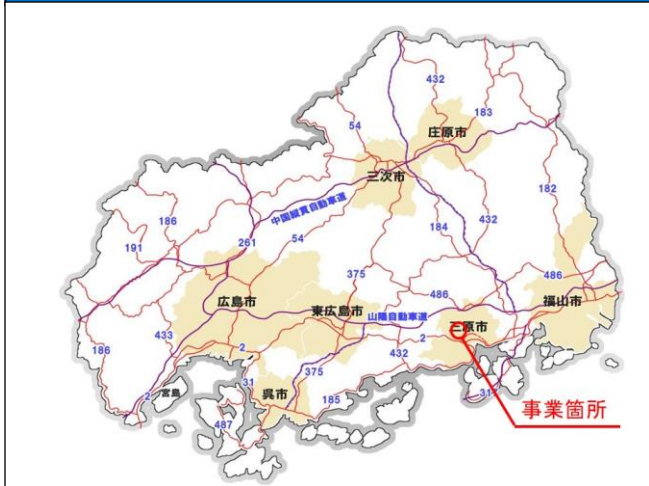 432
54
183
庄原市
三次市
182
186
中国縦貫自動車道
432
191
261
54
184
375
486
486
広島市
東広島市
山陽自動車道
福山市
三原市
433
2
2
186
432
31
375
呉市
185
31
2
宮島
487
事業箇所